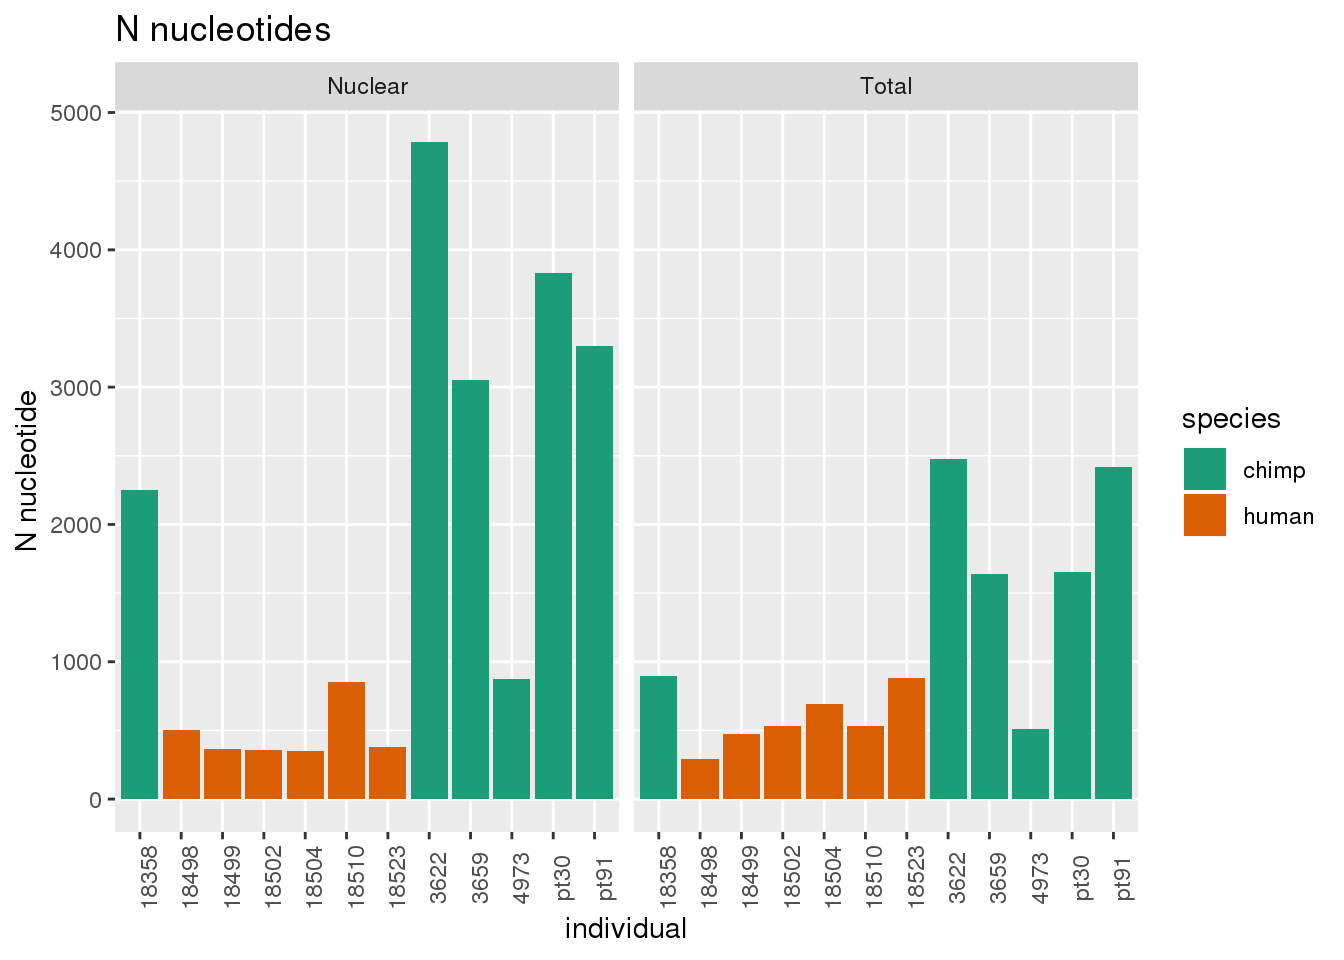 N nucleotides
Nuclear
Total
5000
4000
3000
2000
1000
0
N nucleotide
18358 18498 18499 18502 18504 18510 18523 3622 3659 4973 pt30 pt91
18358 18498 18499 18502 18504 18510 18523 3622 3659 4973 pt30 pt91
individual
species
chimp
human